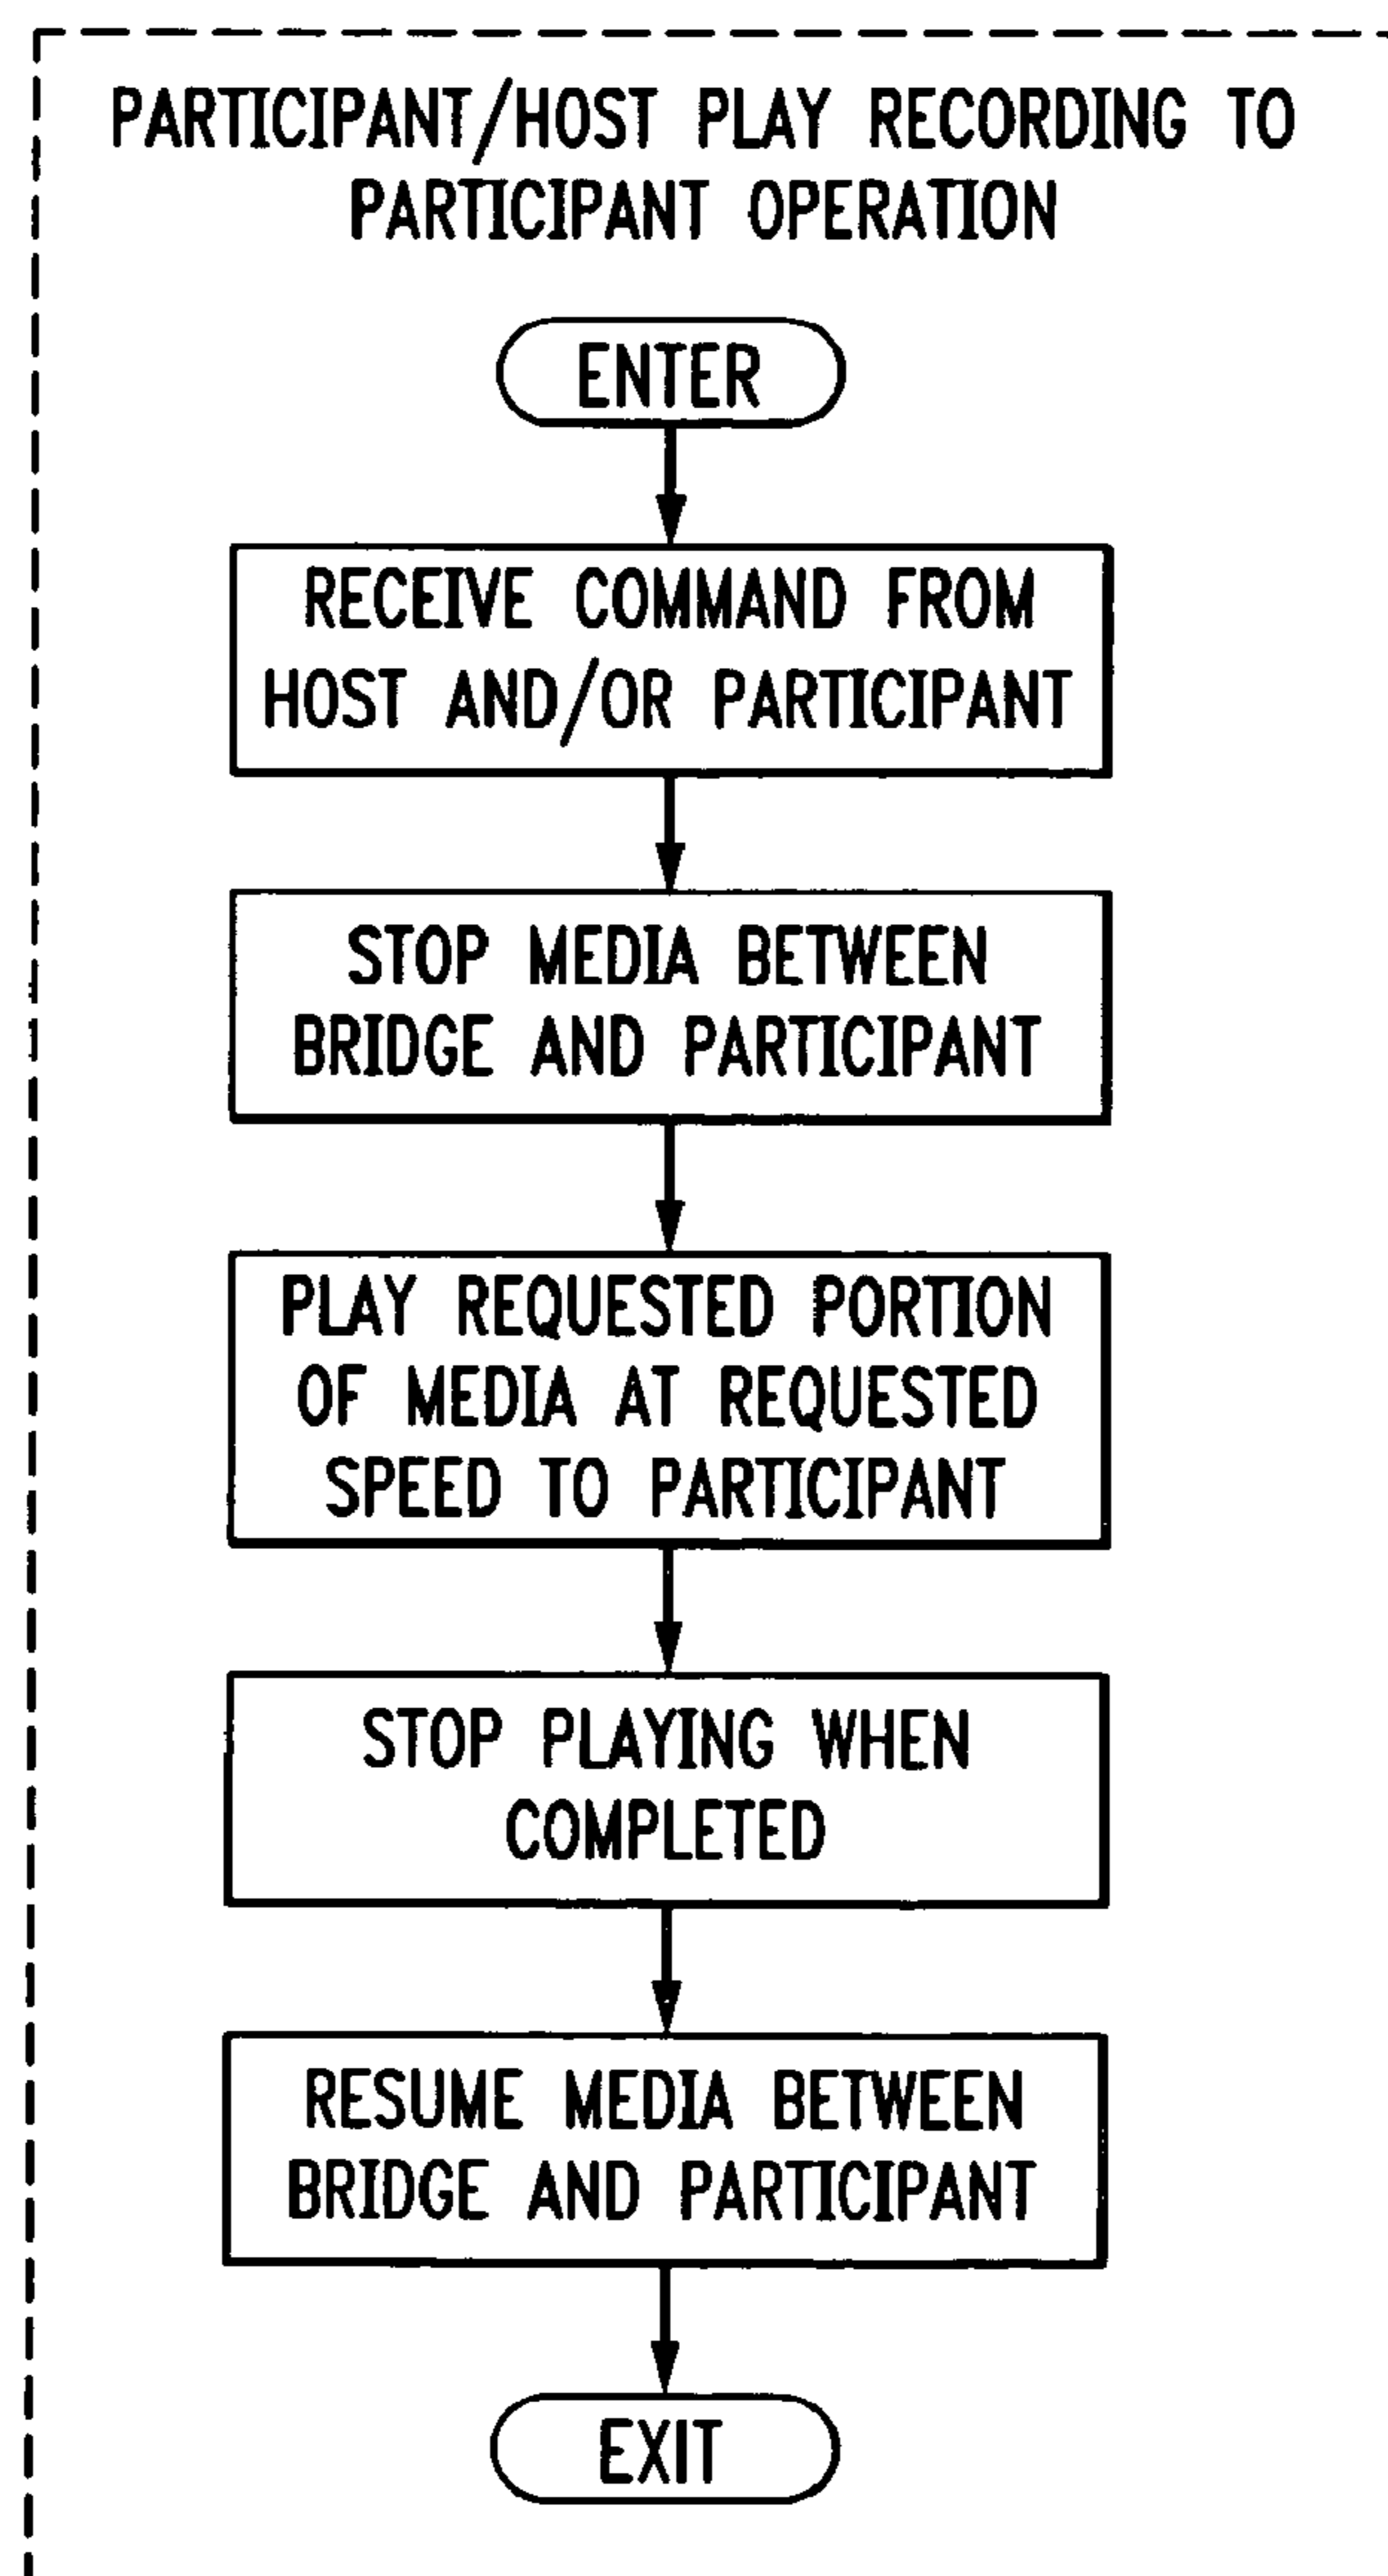 PARTICIPANT/HOST PLAY RECORDING TO
PARTICIPANT OPERATION
ENTER
RECEIVE COMMAND FROM
HOST AND/OR PARTICIPANT
STOP MEDIA BETWEEN
BRIDGE AND PARTICIPANT
PLAY REQUESTED PORTION
OF MEDIA AT REQUESTED
SPEED TO PARTICIPANT
STOP PLAYING WHEN
COMPLETED
RESUME MEDIA BETWEEN
BRIDGE AND PARTICIPANT
EXIT